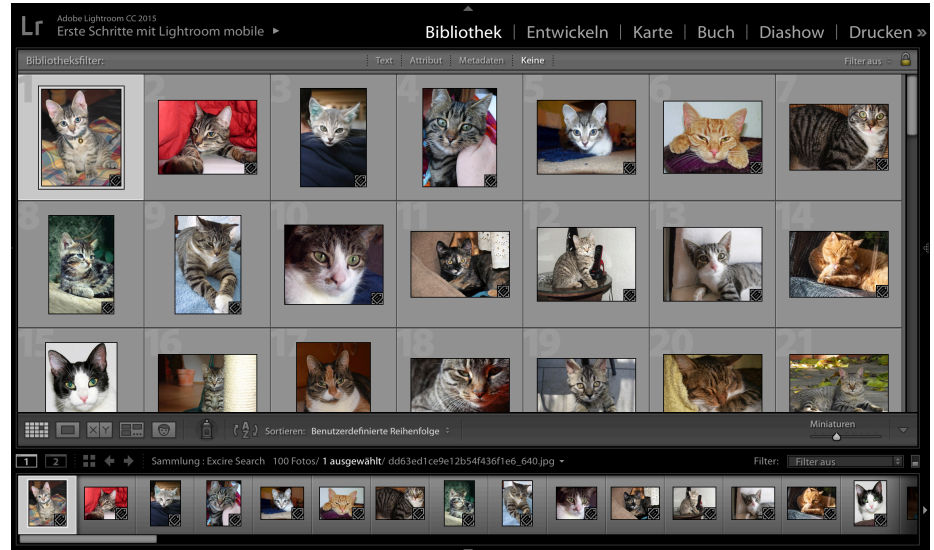 Lr
Adobe Lightroom CC 2015
Erste Schritte mit Lightroom mobile
Bibliothek | Entwickeln | Karte | Buch | Diashow | Drucken »
Bibliotheksfilter: Text Attribut Metadaten Keine Filter aus
1 2 3 4 5 6 7
8 9 10 11 12 13 14
15 16 17 18 19 20 21
X Y A Z Sortieren: Benutzerdefinierte Reihenfolge Miniaturen
1 2 Sammlung : Excire Search 100 Fotos/ 1 ausgewählt/ dd63ed1ce9e12b54f436f1e6_640.jpg Filter: Filter aus